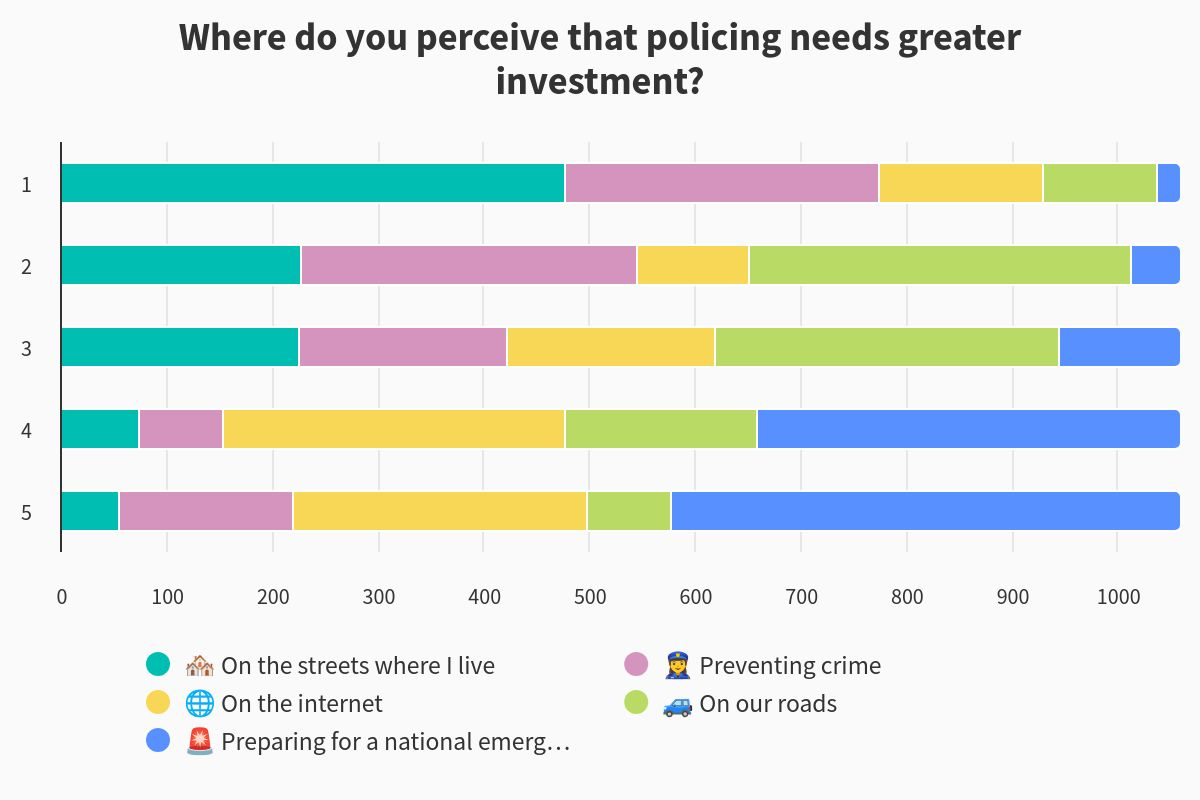 Where do you perceive that policing needs greater
investment?
1
2
3
4
5
0 100 200 300 400 500 600 700 800 900 1000
🏘️ On the streets where I live
👮‍♀️ Preventing crime
🌐 On the internet
🚙 On our roads
🚨 Preparing for a national emerg…